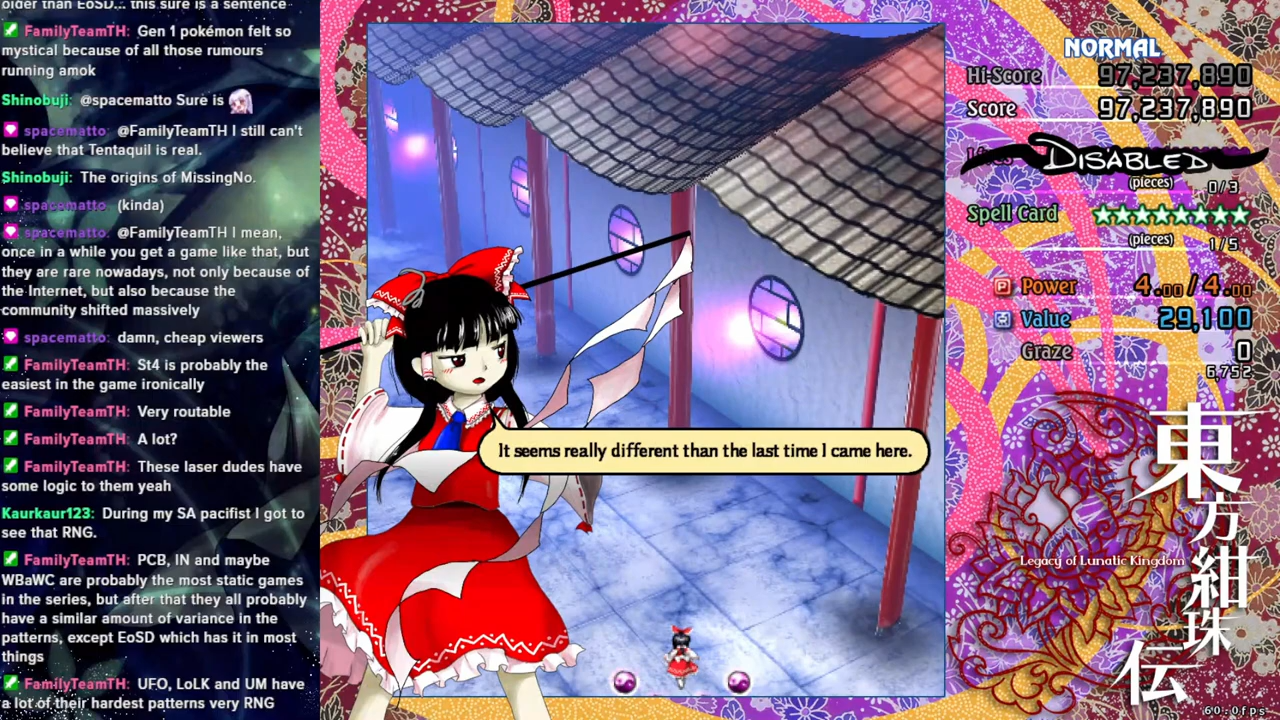 older than EoSD... this sure is a sentence
FamilyTeamTH: Gen 1 pokémon felt so
mystical because of all those rumours
running amok
Shinobuji: @spacematto Sure is
spacematto: @FamilyTeamTH I still can't
believe that Tentaquil is real.
Shinobuji: The origins of MissingNo.
spacematto: (kinda)
spacematto: @FamilyTeamTH I mean,
once in a while you get a game like that, but
they are rare nowadays, not only because of
the Internet, but also because the
community shifted massively
spacematto: damn, cheap viewers
FamilyTeamTH: St4 is probably the
easiest in the game ironically
FamilyTeamTH: Very routable
FamilyTeamTH: A lot?
FamilyTeamTH: These laser dudes have
some logic to them yeah
Kaurkaur123: During my SA pacifist I got to
see that RNG.
FamilyTeamTH: PCB, IN and maybe
WBaWC are probably the most static games
in the series, but after that they all probably
have a similar amount of variance in the
patterns, except EoSD which has it in most
things
FamilyTeamTH: UFO, LoLK and UM have
a lot of their hardest patterns very RNG
It seems really different than the last time I came here.
NORMAL
Hi-Score 97,237,890
Score 97,237,890
DISABLED
(pieces) 0/3
Spell Card ★★★★★★★★
(pieces) 1/5
P Power 4.00/4.00
Value 29,100
Graze 0
6,752
東方紺珠伝
Legacy of Lunatic Kingdom
60.0fps